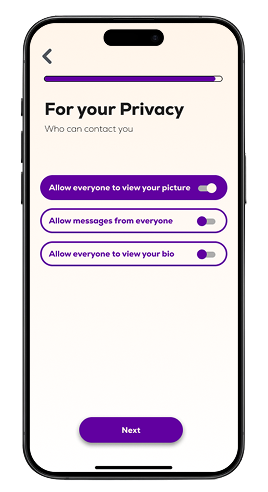 For your Privacy
Who can contact you
Allow everyone to view your picture
Allow messages from everyone
Allow everyone to view your bio
Next